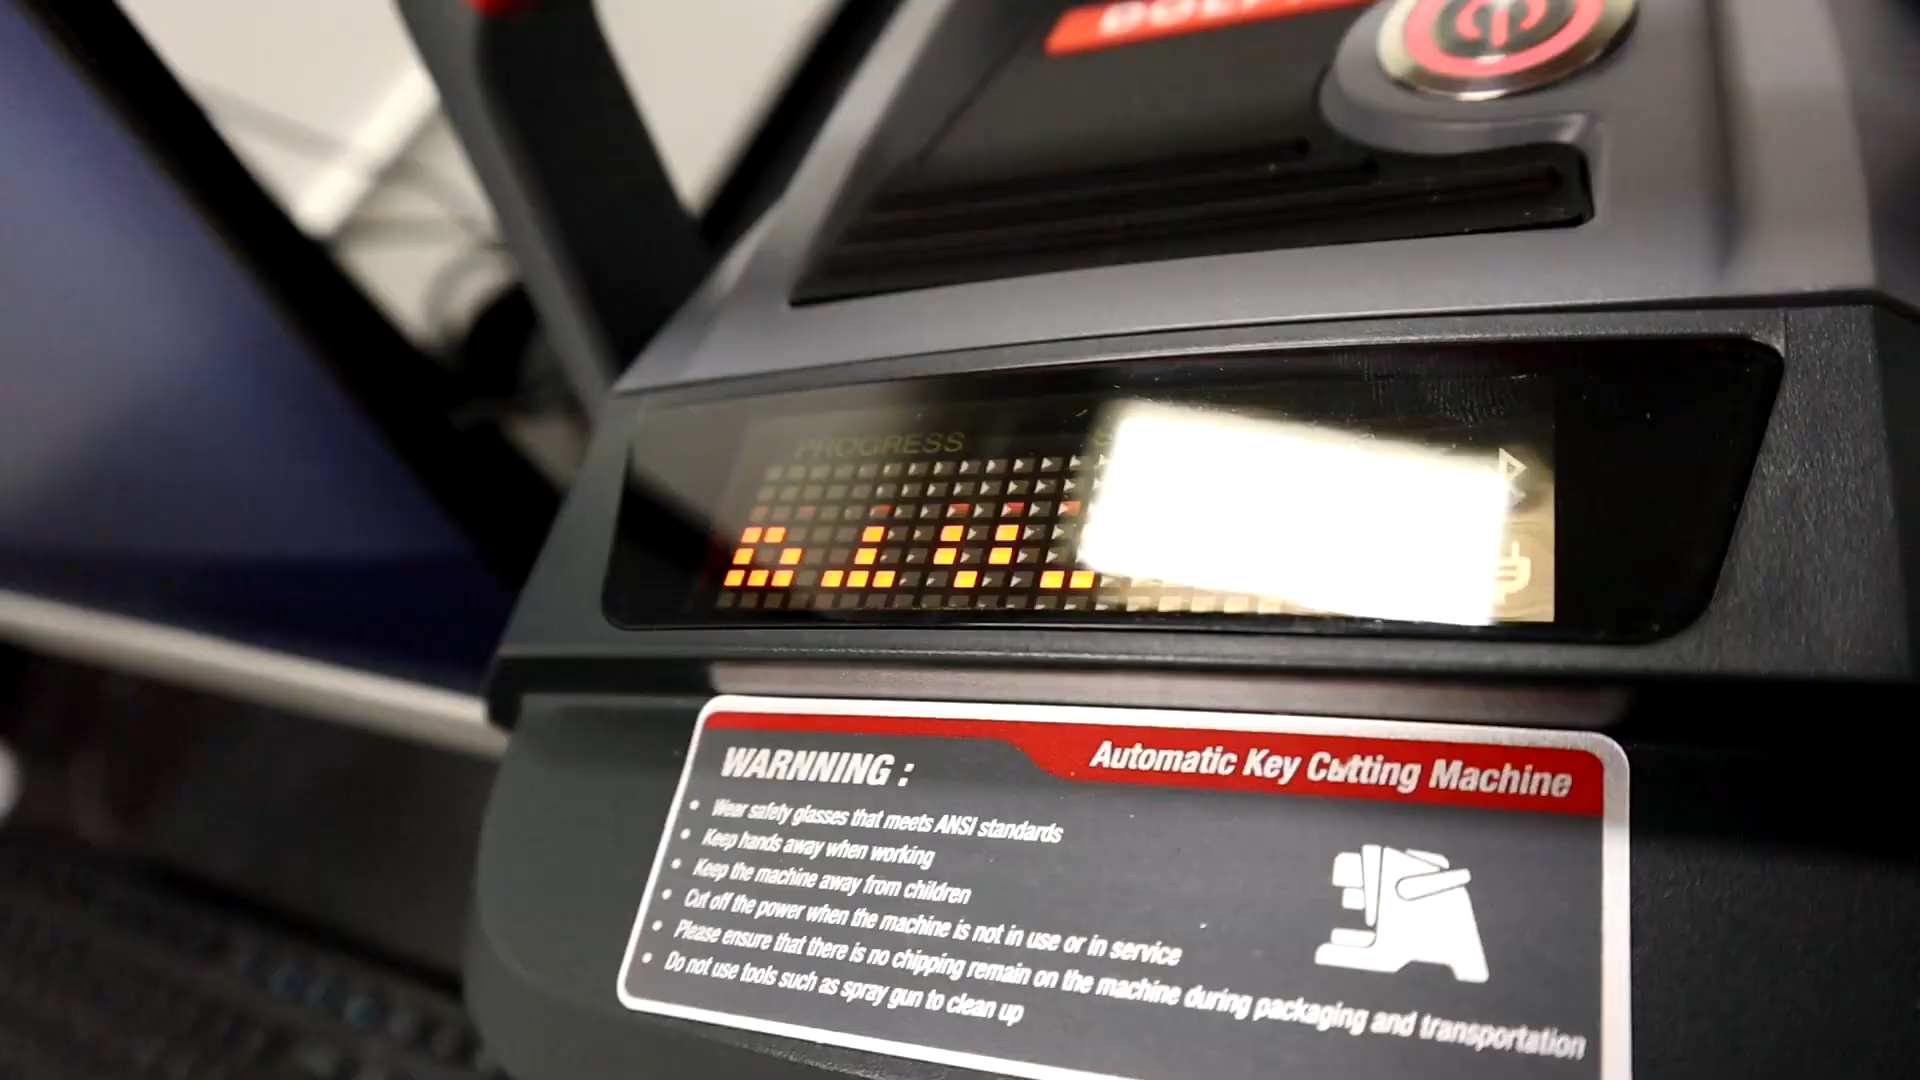 PROGRESS
WARNNING :
Automatic Key Cutting Machine
• Wear safety glasses that meets ANSI standards
• Keep hands away when working
• Keep the machine away from children
• Cut off the power when the machine is not in use or in service
• Please ensure that there is no chipping remain on the machine during packaging and transportation
• Do not use tools such as spray gun to clean up